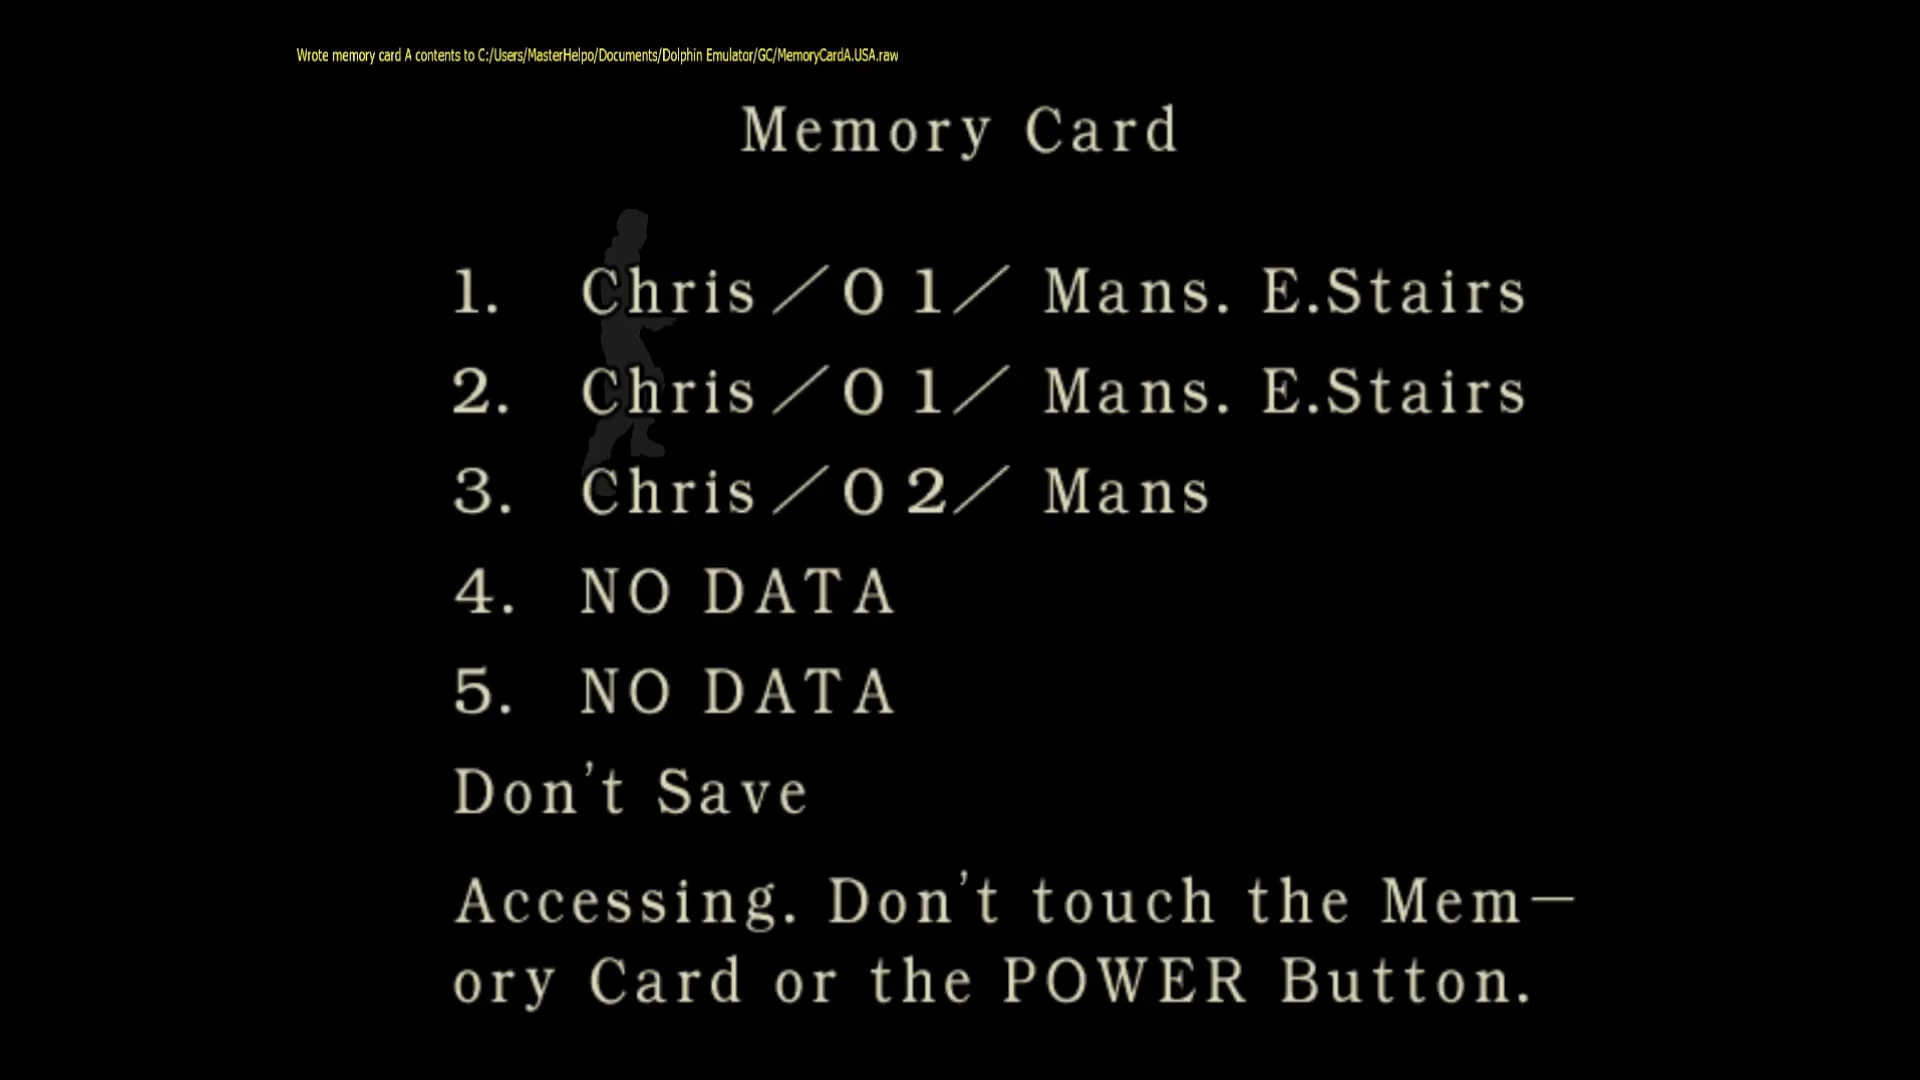 Wrote memory card A contents to C:/Users/MasterHelpo/Documents/Dolphin Emulator/GC/MemoryCardA.USA.raw
Memory Card
1. Chris／01／ Mans. E.Stairs
2. Chris／01／ Mans. E.Stairs
3. Chris／02／ Mans
4. NO DATA
5. NO DATA
Don't Save
Accessing. Don't touch the Mem—
ory Card or the POWER Button.